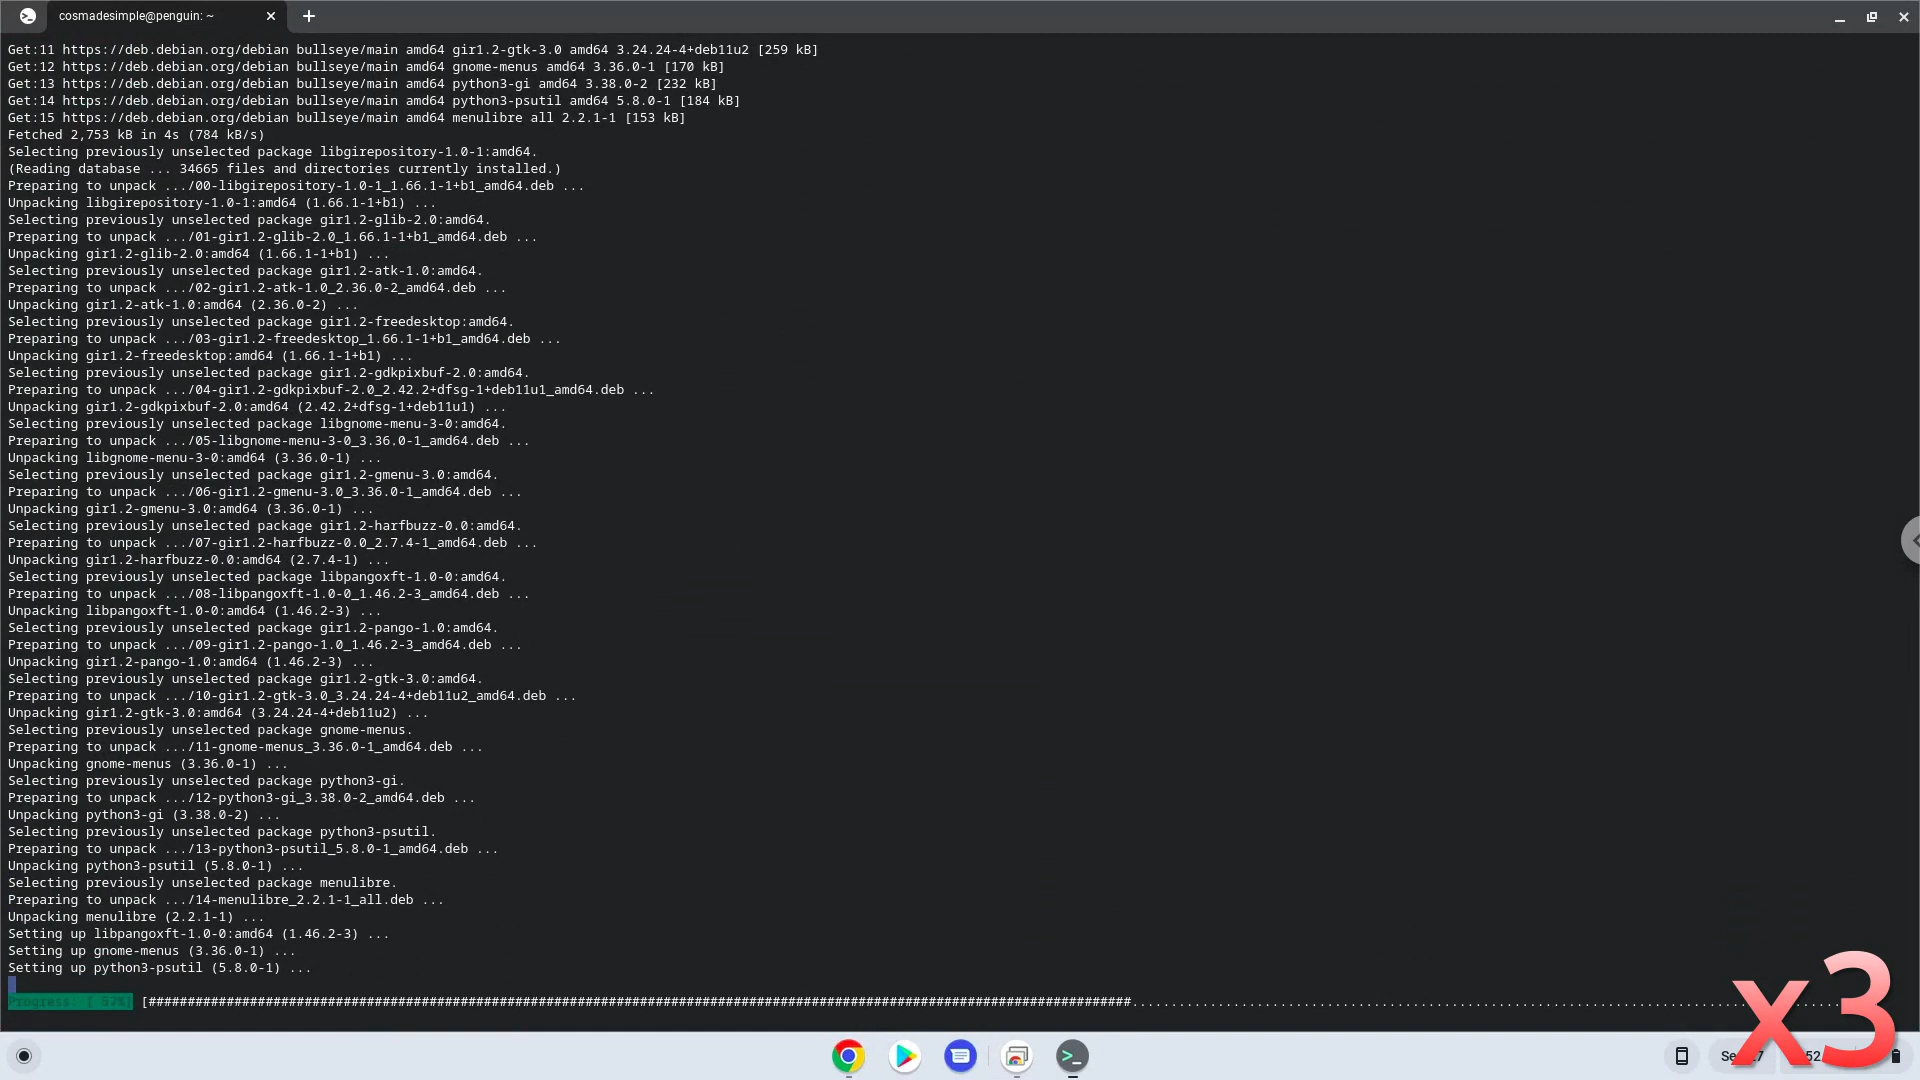 cosmadesimple@penguin: ~
Get:11 https://deb.debian.org/debian bullseye/main amd64 gir1.2-gtk-3.0 amd64 3.24.24-4+deb11u2 [259 kB]
Get:12 https://deb.debian.org/debian bullseye/main amd64 gnome-menus amd64 3.36.0-1 [170 kB]
Get:13 https://deb.debian.org/debian bullseye/main amd64 python3-gi amd64 3.38.0-2 [232 kB]
Get:14 https://deb.debian.org/debian bullseye/main amd64 python3-psutil amd64 5.8.0-1 [184 kB]
Get:15 https://deb.debian.org/debian bullseye/main amd64 menulibre all 2.2.1-1 [153 kB]
Fetched 2,753 kB in 4s (784 kB/s)
Selecting previously unselected package libgirepository-1.0-1:amd64.
(Reading database ... 34665 files and directories currently installed.)
Preparing to unpack .../00-libgirepository-1.0-1_1.66.1-1+b1_amd64.deb ...
Unpacking libgirepository-1.0-1:amd64 (1.66.1-1+b1) ...
Selecting previously unselected package gir1.2-glib-2.0:amd64.
Preparing to unpack .../01-gir1.2-glib-2.0_1.66.1-1+b1_amd64.deb ...
Unpacking gir1.2-glib-2.0:amd64 (1.66.1-1+b1) ...
Selecting previously unselected package gir1.2-atk-1.0:amd64.
Preparing to unpack .../02-gir1.2-atk-1.0_2.36.0-2_amd64.deb ...
Unpacking gir1.2-atk-1.0:amd64 (2.36.0-2) ...
Selecting previously unselected package gir1.2-freedesktop:amd64.
Preparing to unpack .../03-gir1.2-freedesktop_1.66.1-1+b1_amd64.deb ...
Unpacking gir1.2-freedesktop:amd64 (1.66.1-1+b1) ...
Selecting previously unselected package gir1.2-gdkpixbuf-2.0:amd64.
Preparing to unpack .../04-gir1.2-gdkpixbuf-2.0_2.42.2+dfsg-1+deb11u1_amd64.deb ...
Unpacking gir1.2-gdkpixbuf-2.0:amd64 (2.42.2+dfsg-1+deb11u1) ...
Selecting previously unselected package libgnome-menu-3-0:amd64.
Preparing to unpack .../05-libgnome-menu-3-0_3.36.0-1_amd64.deb ...
Unpacking libgnome-menu-3-0:amd64 (3.36.0-1) ...
Selecting previously unselected package gir1.2-gmenu-3.0:amd64.
Preparing to unpack .../06-gir1.2-gmenu-3.0_3.36.0-1_amd64.deb ...
Unpacking gir1.2-gmenu-3.0:amd64 (3.36.0-1) ...
Selecting previously unselected package gir1.2-harfbuzz-0.0:amd64.
Preparing to unpack .../07-gir1.2-harfbuzz-0.0_2.7.4-1_amd64.deb ...
Unpacking gir1.2-harfbuzz-0.0:amd64 (2.7.4-1) ...
Selecting previously unselected package libpangoxft-1.0-0:amd64.
Preparing to unpack .../08-libpangoxft-1.0-0_1.46.2-3_amd64.deb ...
Unpacking libpangoxft-1.0-0:amd64 (1.46.2-3) ...
Selecting previously unselected package gir1.2-pango-1.0:amd64.
Preparing to unpack .../09-gir1.2-pango-1.0_1.46.2-3_amd64.deb ...
Unpacking gir1.2-pango-1.0:amd64 (1.46.2-3) ...
Selecting previously unselected package gir1.2-gtk-3.0:amd64.
Preparing to unpack .../10-gir1.2-gtk-3.0_3.24.24-4+deb11u2_amd64.deb ...
Unpacking gir1.2-gtk-3.0:amd64 (3.24.24-4+deb11u2) ...
Selecting previously unselected package gnome-menus.
Preparing to unpack .../11-gnome-menus_3.36.0-1_amd64.deb ...
Unpacking gnome-menus (3.36.0-1) ...
Selecting previously unselected package python3-gi.
Preparing to unpack .../12-python3-gi_3.38.0-2_amd64.deb ...
Unpacking python3-gi (3.38.0-2) ...
Selecting previously unselected package python3-psutil.
Preparing to unpack .../13-python3-psutil_5.8.0-1_amd64.deb ...
Unpacking python3-psutil (5.8.0-1) ...
Selecting previously unselected package menulibre.
Preparing to unpack .../14-menulibre_2.2.1-1_all.deb ...
Unpacking menulibre (2.2.1-1) ...
Setting up libpangoxft-1.0-0:amd64 (1.46.2-3) ...
Setting up gnome-menus (3.36.0-1) ...
Setting up python3-psutil (5.8.0-1) ...
Progress: [ 57%]
x3